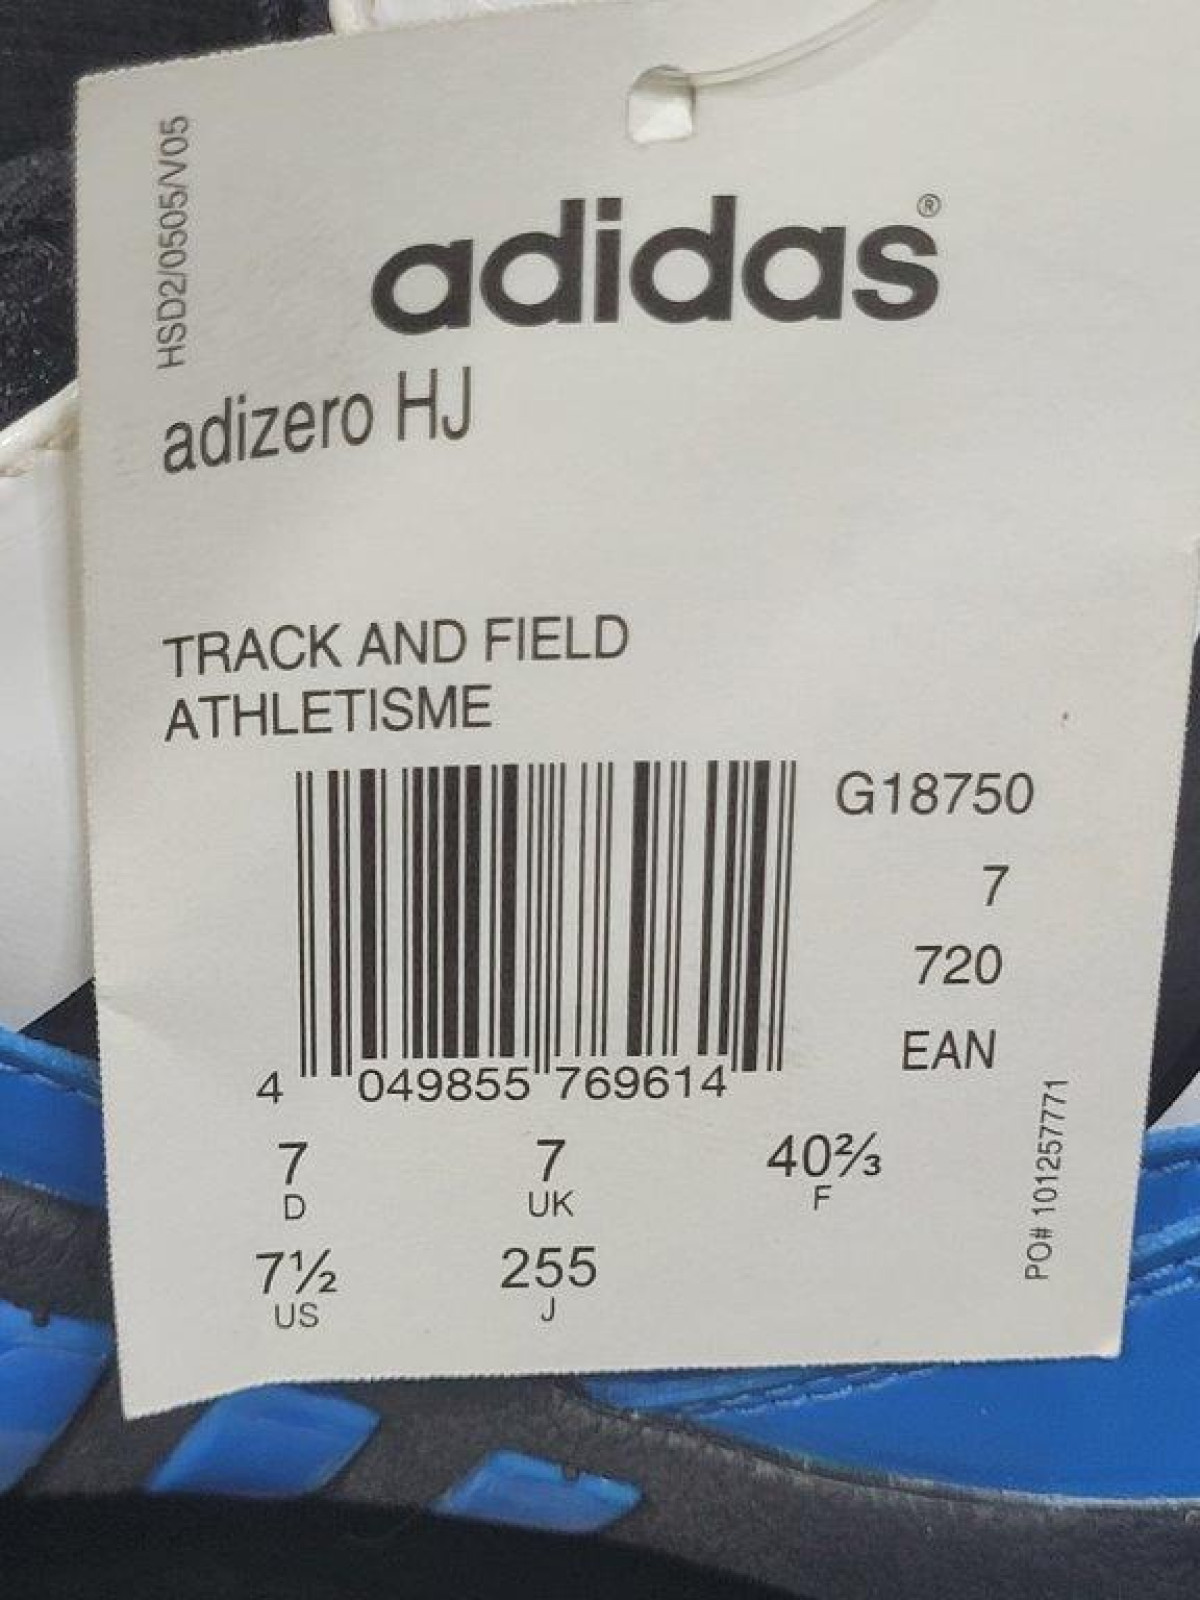 HSD2/0505/V05
adidas®
adizero HJ
TRACK AND FIELD
ATHLETISME
G18750
7
720
EAN
4 049855 769614
7 7 40⅔
D UK F
7½ 255
US J
PO# 101257771